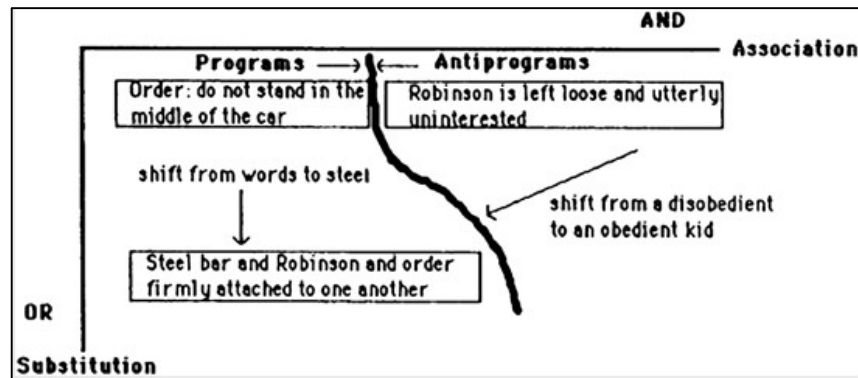 AND
Association
Programs → ← Antiprograms
Order: do not stand in the
middle of the car
Robinson is left loose and utterly
uninterested
shift from words to steel
shift from a disobedient
to an obedient kid
Steel bar and Robinson and order
firmly attached to one another
OR
Substitution